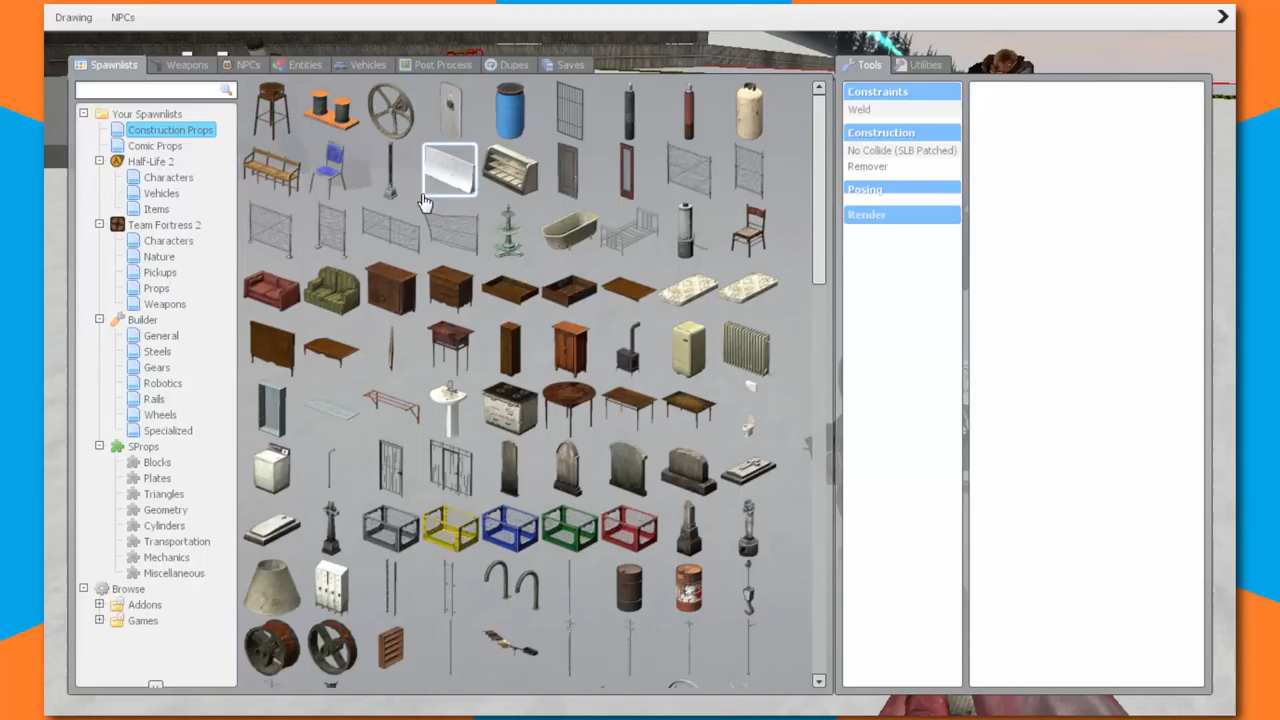 Drawing NPCs
Spawnlists Weapons NPCs Entities Vehicles Post Process Dupes Saves
Tools Utilities
Your Spawnlists
Construction Props
Comic Props
Half-Life 2
Characters
Vehicles
Items
Team Fortress 2
Characters
Nature
Pickups
Props
Weapons
Builder
General
Steels
Gears
Robotics
Rails
Wheels
Specialized
SProps
Blocks
Plates
Triangles
Geometry
Cylinders
Transportation
Mechanics
Miscellaneous
Browse
Addons
Games
Constraints
Weld
Construction
No Collide (SLB Patched)
Remover
Posing
Render